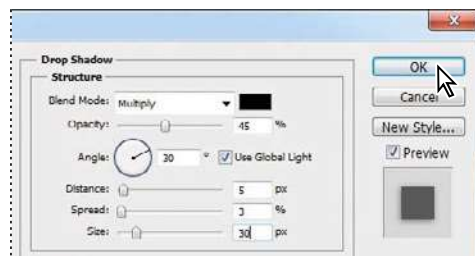 Drop Shadow
Structure
Blend Mode: Multiply
Opacity: 45 %
Angle: 30 ° Use Global Light
Distance: 5 px
Spread: 3 %
Size: 30 px
OK
Cancel
New Style...
Preview